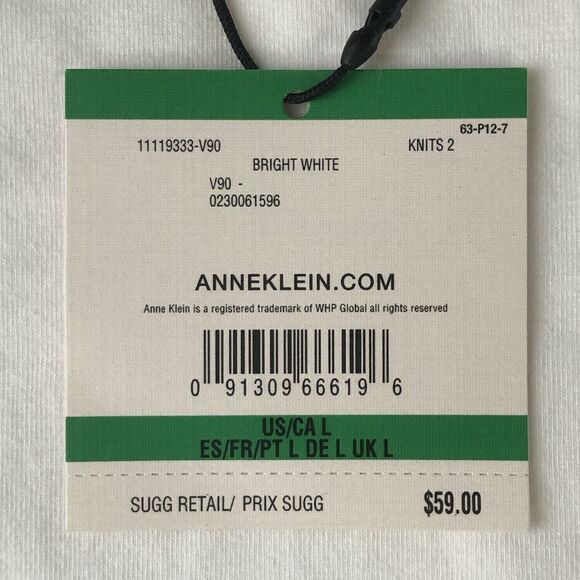 63-P12-7
11119333-V90 KNITS 2
BRIGHT WHITE
V90 -
0230061596
ANNEKLEIN.COM
Anne Klein is a registered trademark of WHP Global all rights reserved
0 91309 66619 6
US/CA L
ES/FR/PT L DE L UK L
SUGG RETAIL/ PRIX SUGG $59.00